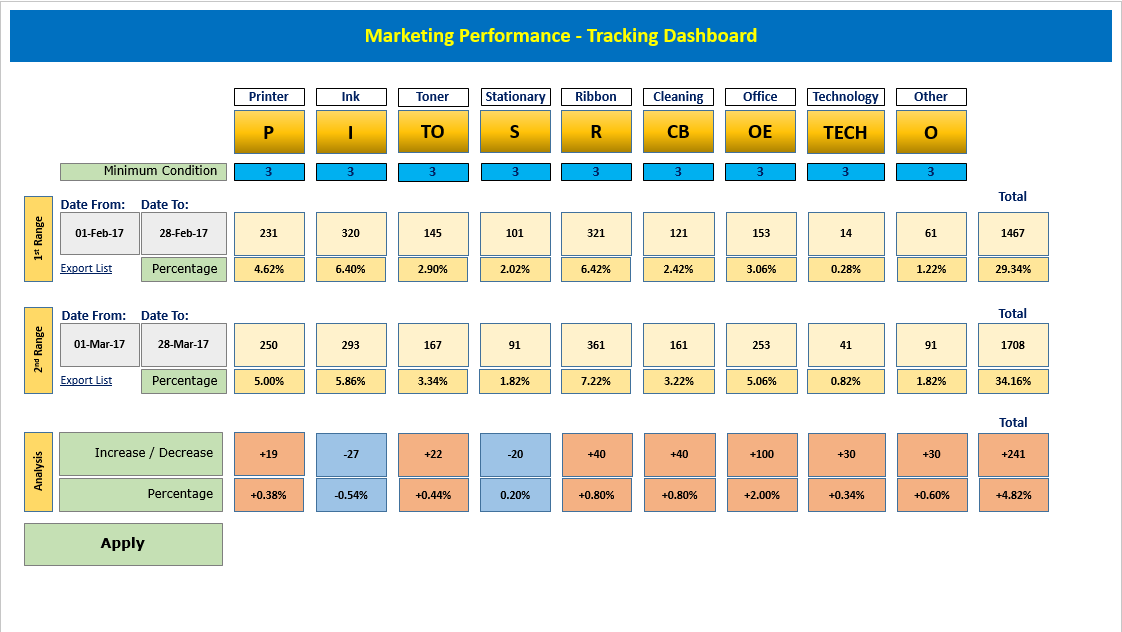 Marketing Performance - Tracking Dashboard
Printer Ink Toner Stationary Ribbon Cleaning Office Technology Other
P I TO S R CB OE TECH O
Minimum Condition 3 3 3 3 3 3 3 3 3
1st Range
Date From: Date To: Total
01-Feb-17 28-Feb-17 231 320 145 101 321 121 153 14 61 1467
Export List Percentage 4.62% 6.40% 2.90% 2.02% 6.42% 2.42% 3.06% 0.28% 1.22% 29.34%
2nd Range
Date From: Date To: Total
01-Mar-17 28-Mar-17 250 293 167 91 361 161 253 41 91 1708
Export List Percentage 5.00% 5.86% 3.34% 1.82% 7.22% 3.22% 5.06% 0.82% 1.82% 34.16%
Analysis
Total
Increase / Decrease +19 -27 +22 -20 +40 +40 +100 +30 +30 +241
Percentage +0.38% -0.54% +0.44% 0.20% +0.80% +0.80% +2.00% +0.34% +0.60% +4.82%
Apply